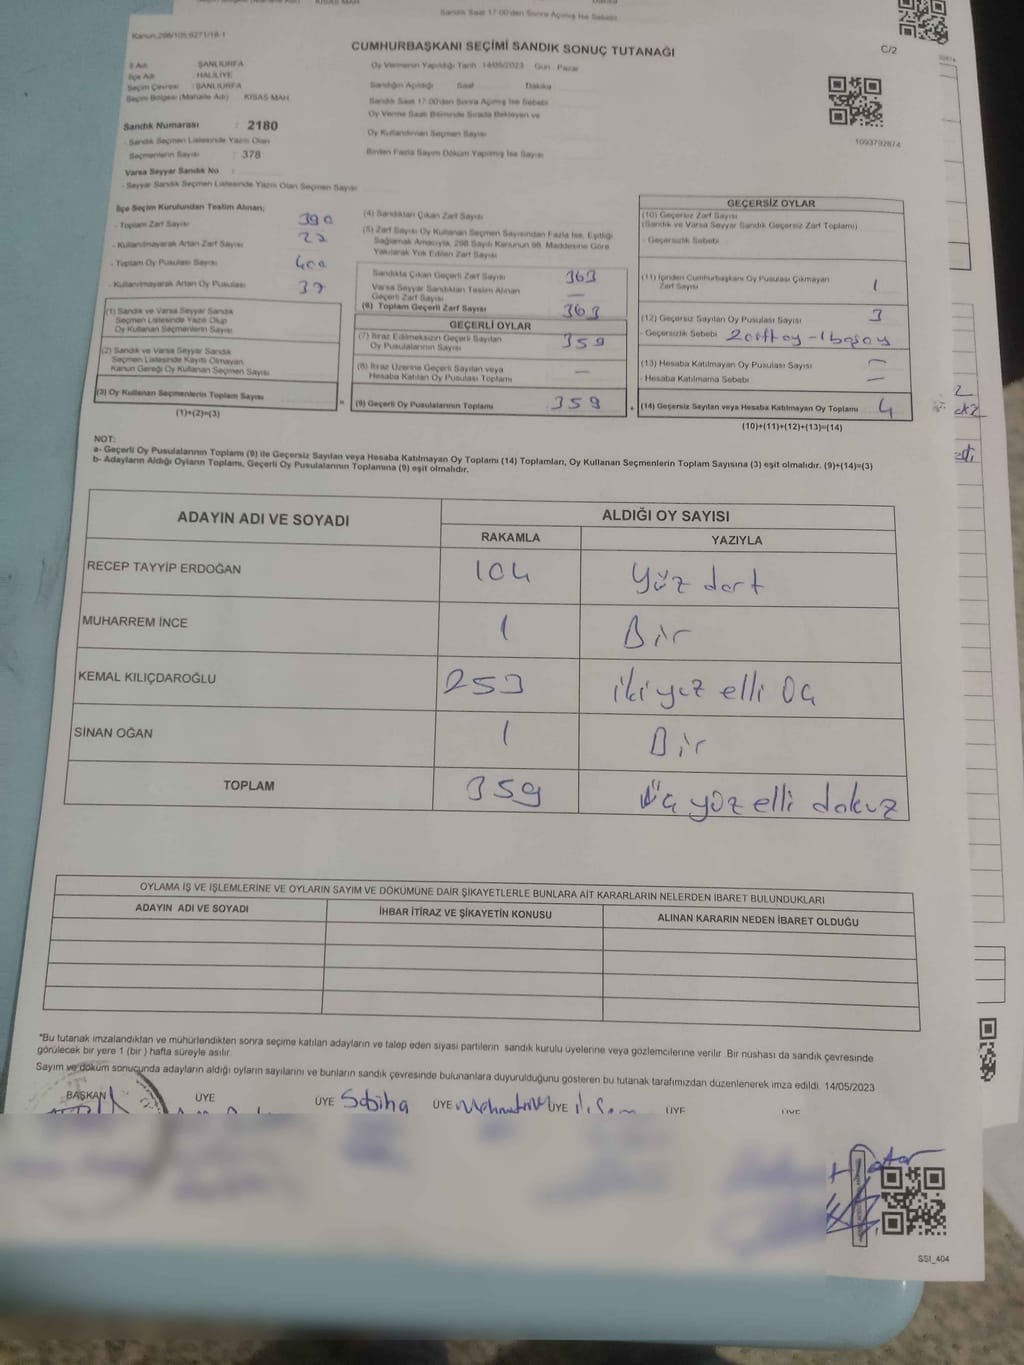 Sandık Saat 17:00'den Sonra Açılmış İse Sebebi
Kanun:298/105;6271/18-1
CUMHURBAŞKANI SEÇİMİ SANDIK SONUÇ TUTANAĞI
C/2
İl Adı : ŞANLIURFA
Oy Vermenin Yapıldığı Tarih : 14/05/2023 Gün : Pazar
İlçe Adı : HALİLİYE
Seçim Çevresi : ŞANLIURFA
Sandığın Açıldığı Saat Dakika
Seçim Bölgesi (Mahalle Adı) : KISAS MAH
Sandık Saat 17:00'den Sonra Açılmış İse Sebebi
Oy Verme Saati Bitiminde Sırada Bekleyen ve
Oy Kullandırılan Seçmen Sayısı
Sandık Numarası : 2180
- Sandık Seçmen Listesinde Yazılı Olan
Seçmenlerin Sayısı : 378
Birden Fazla Sayım Döküm Yapılmış İse Sayısı
1093792874
Varsa Seyyar Sandık No :
- Seyyar Sandık Seçmen Listesinde Yazılı Olan Seçmen Sayısı
İlçe Seçim Kurulundan Teslim Alınan;
- Toplam Zarf Sayısı 390
- Kullanılmayarak Artan Zarf Sayısı 27
- Toplam Oy Pusulası Sayısı 400
- Kullanılmayarak Artan Oy Pusulası 37
(1) Sandık ve Varsa Seyyar Sandık
Seçmen Listesinde Yazılı Olup
Oy Kullanan Seçmenlerin Sayısı
(2) Sandık ve Varsa Seyyar Sandık
Seçmen Listesinde Kayıtlı Olmayan
Kanun Gereği Oy Kullanan Seçmen Sayısı
(3) Oy Kullanan Seçmenlerin Toplam Sayısı
(1)+(2)=(3)
(4) Sandıktan Çıkan Zarf Sayısı
(5) Zarf Sayısı Oy Kullanan Seçmen Sayısından Fazla İse, Eşitliği
Sağlamak Amacıyla, 298 Sayılı Kanunun 98. Maddesine Göre
Yakılarak Yok Edilen Zarf Sayısı
Sandıkta Çıkan Geçerli Zarf Sayısı 363
Varsa Seyyar Sandıktan Teslim Alınan
Geçerli Zarf Sayısı —
(6) Toplam Geçerli Zarf Sayısı 363
GEÇERLİ OYLAR
(7) İtiraz Edilmeksizin Geçerli Sayılan
Oy Pusulalarının Sayısı 359
(8) İtiraz Üzerine Geçerli Sayılan veya
Hesaba Katılan Oy Pusulası Toplamı —
= (9) Geçerli Oy Pusulalarının Toplamı 359
GEÇERSİZ OYLAR
(10) Geçersiz Zarf Sayısı
(Sandık ve Varsa Seyyar Sandık Geçersiz Zarf Toplamı)
- Geçersizlik Sebebi
(11) İçinden Cumhurbaşkanı Oy Pusulası Çıkmayan
Zarf Sayısı 1
(12) Geçersiz Sayılan Oy Pusulası Sayısı 3
- Geçersizlik Sebebi
(13) Hesaba Katılmayan Oy Pusulası Sayısı —
- Hesaba Katılmama Sebebi —
+ (14) Geçersiz Sayılan veya Hesaba Katılmayan Oy Toplamı 4
(10)+(11)+(12)+(13)=(14)
NOT:
a- Geçerli Oy Pusulalarının Toplamı (9) ile Geçersiz Sayılan veya Hesaba Katılmayan Oy Toplamı (14) Toplamları, Oy Kullanan Seçmenlerin Toplam Sayısına (3) eşit olmalıdır. (9)+(14)=(3)
b- Adayların Aldığı Oyların Toplamı, Geçerli Oy Pusulalarının Toplamına (9) eşit olmalıdır.
ADAYIN ADI VE SOYADI
ALDIĞI OY SAYISI
RAKAMLA YAZIYLA
RECEP TAYYİP ERDOĞAN 104 Yüz dört
MUHARREM İNCE 1 Bir
KEMAL KILIÇDAROĞLU 253 ikiyüz elli üç
SİNAN OĞAN 1 Bir
TOPLAM 359 üç yüz elli dokuz
OYLAMA İŞ VE İŞLEMLERİNE VE OYLARIN SAYIM VE DÖKÜMÜNE DAİR ŞİKAYETLERLE BUNLARA AİT KARARLARIN NELERDEN İBARET BULUNDUKLARI
ADAYIN ADI VE SOYADI İHBAR İTİRAZ VE ŞİKAYETİN KONUSU ALINAN KARARIN NEDEN İBARET OLDUĞU
*Bu tutanak imzalandıktan ve mühürlendikten sonra seçime katılan adayların ve talep eden siyasi partilerin sandık kurulu üyelerine veya gözlemcilerine verilir. Bir nushası da sandık çevresinde
görülecek bir yere 1 (bir ) hafta süreyle asılır.
Sayım ve döküm sonucunda adayların aldığı oyların sayılarını ve bunların sandık çevresinde bulunanlara duyurulduğunu gösteren bu tutanak tarafımızdan düzenlenerek imza edildi. 14/05/2023
BAŞKAN ÜYE ÜYE Sabiha ÜYE ÜYE ÜYE ÜYE
SSI_404